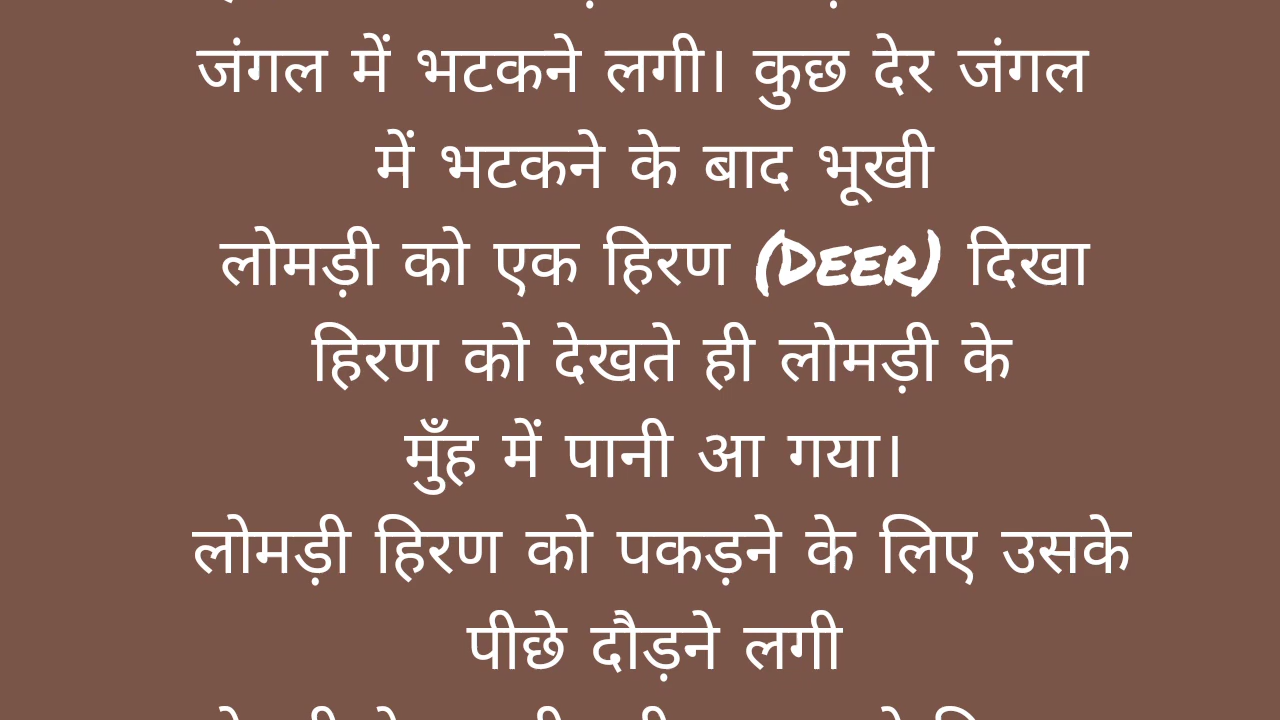 जंगल में भटकने लगी। कुछ देर जंगल
में भटकने के बाद भूखी
लोमड़ी को एक हिरण (DEER) दिखा
हिरण को देखते ही लोमड़ी के
मुँह में पानी आ गया।
लोमड़ी हिरण को पकड़ने के लिए उसके
पीछे दौड़ने लगी